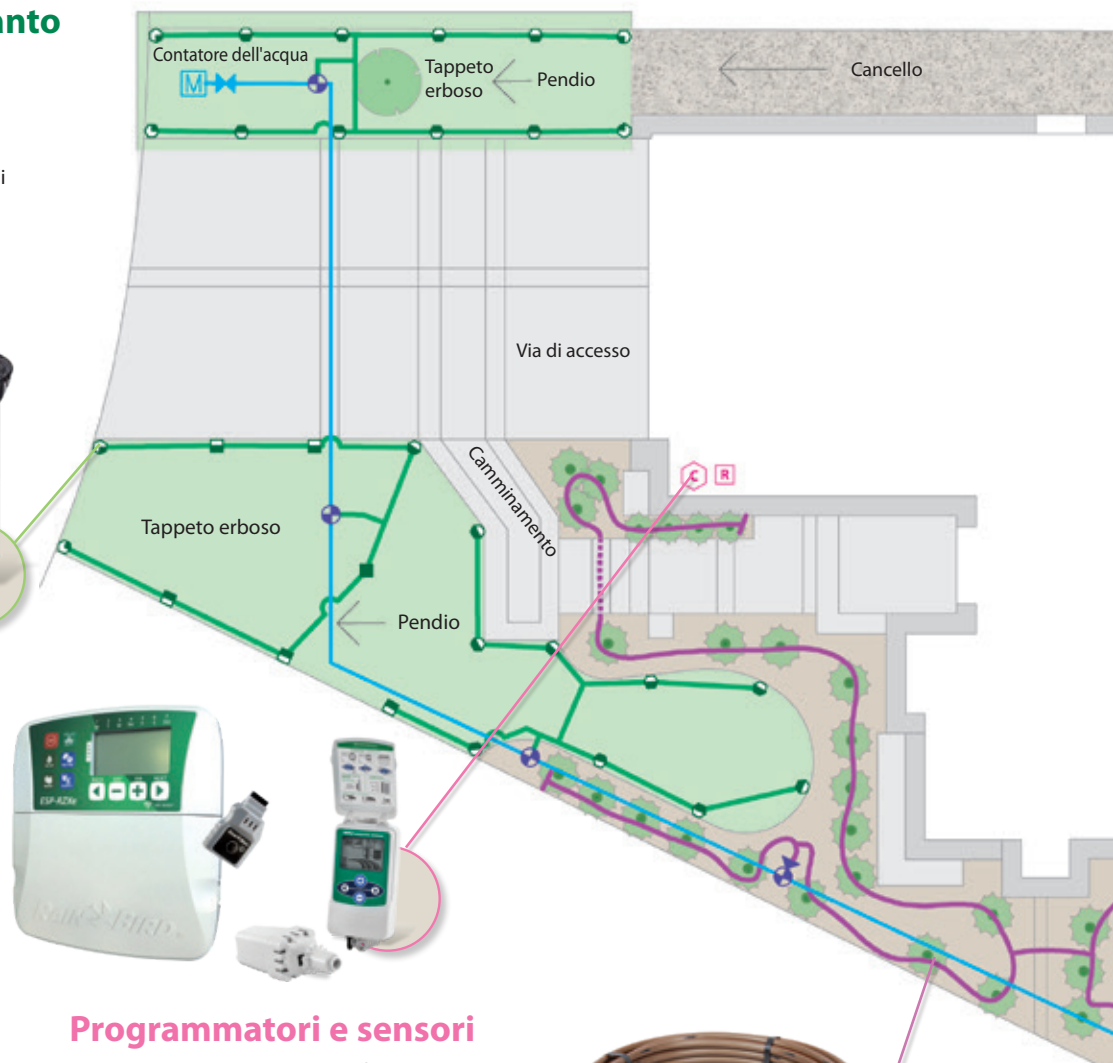 anto
Contatore dell'acqua
M
Tappeto
erboso
Pendio
Cancello
i
Via di accesso
Camminamento
C
R
Tappeto erboso
Pendio
ESP-RZXe
RAIN BIRD
Programmatori e sensori